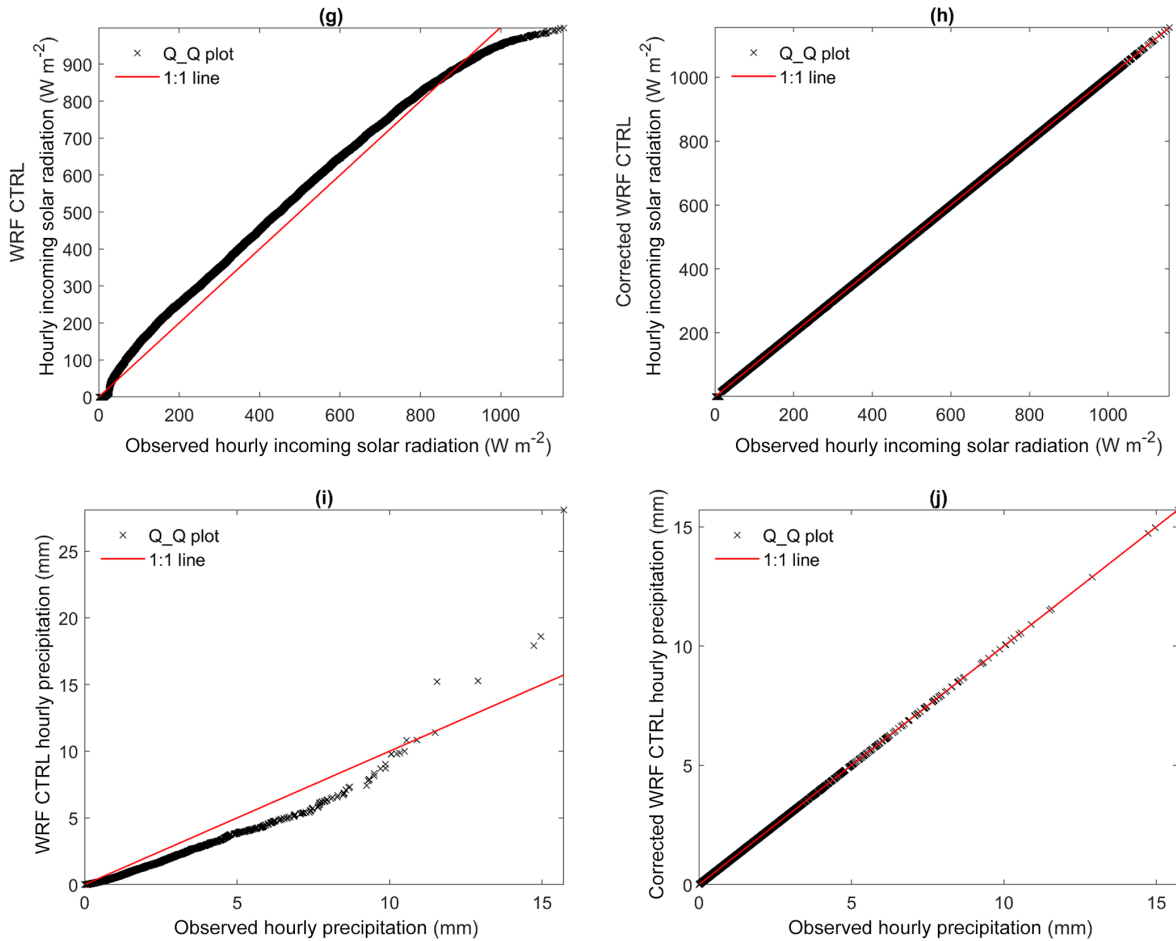 (g)
Q_Q plot
1:1 line
WRF CTRL
Hourly incoming solar radiation (W m-2)
900
800
700
600
500
400
300
200
100
0
0 200 400 600 800 1000
Observed hourly incoming solar radiation (W m-2)
(h)
Q_Q plot
1:1 line
Corrected WRF CTRL
Hourly incoming solar radiation (W m-2)
1000
800
600
400
200
0 200 400 600 800 1000
Observed hourly incoming solar radiation (W m-2)
(i)
Q_Q plot
1:1 line
WRF CTRL hourly precipitation (mm)
25
20
15
10
5
0
0 5 10 15
Observed hourly precipitation (mm)
(j)
Q_Q plot
1:1 line
Corrected WRF CTRL hourly precipitation (mm)
15
10
5
0
0 5 10 15
Observed hourly precipitation (mm)